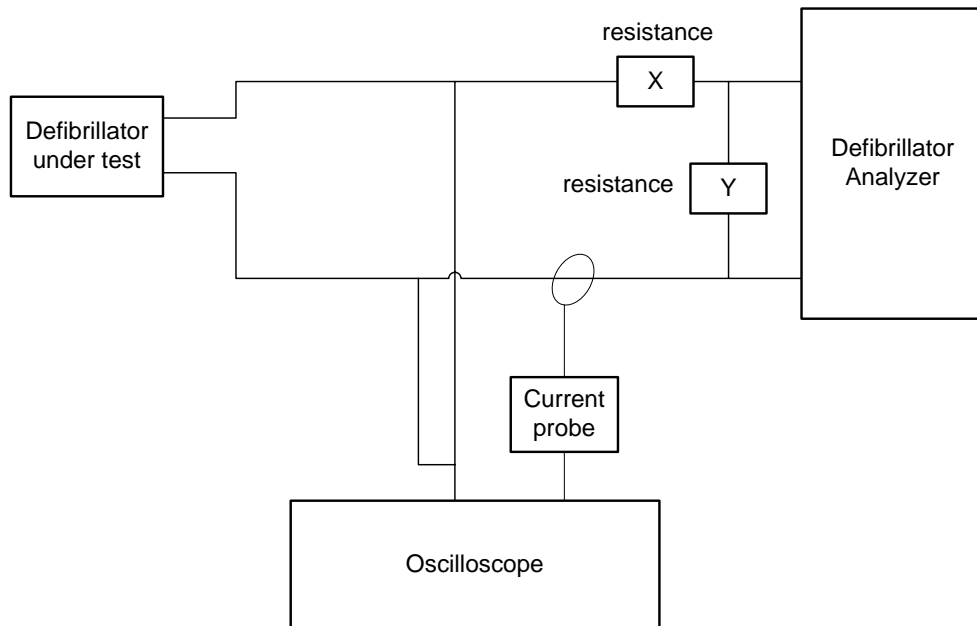 resistance
X
Defibrillator
under test
Defibrillator
Analyzer
resistance
Y
Current
probe
Oscilloscope